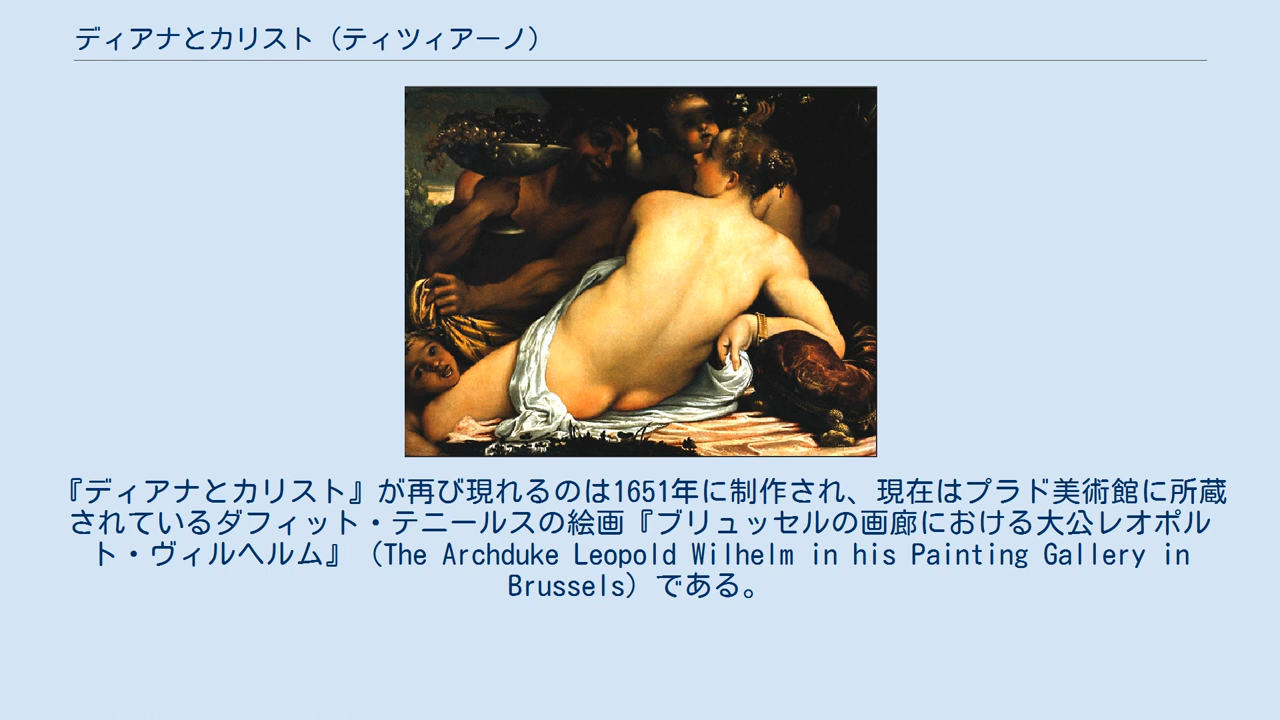 ディアナとカリスト（ティツィアーノ）
『ディアナとカリスト』が再び現れるのは1651年に制作され、現在はプラド美術館に所蔵
されているダフィット・テニールスの絵画『ブリュッセルの画廊における大公レオポル
ト・ヴィルヘルム』（The Archduke Leopold Wilhelm in his Painting Gallery in
Brussels）である。